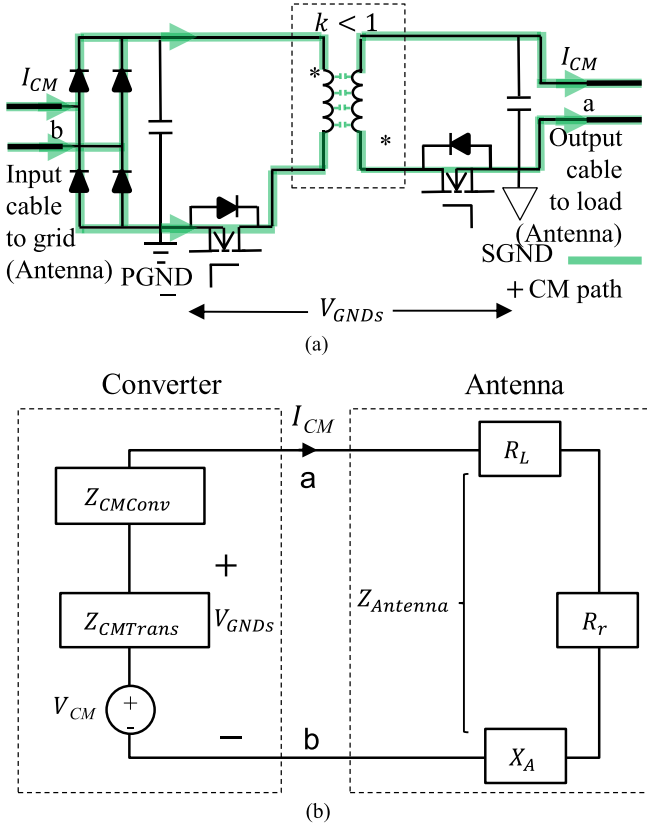 k < 1
I_CM
b
*
*
I_CM
a
Input
cable
to grid
(Antenna)
PGND
Output
cable
to load
(Antenna)
SGND
+ CM path
V_GNDs
(a)
Converter
Antenna
I_CM
a
R_L
Z_CMConv
+
Z_CMTrans
V_GNDs
Z_Antenna
R_r
V_CM
+
-
−
b
X_A
(b)